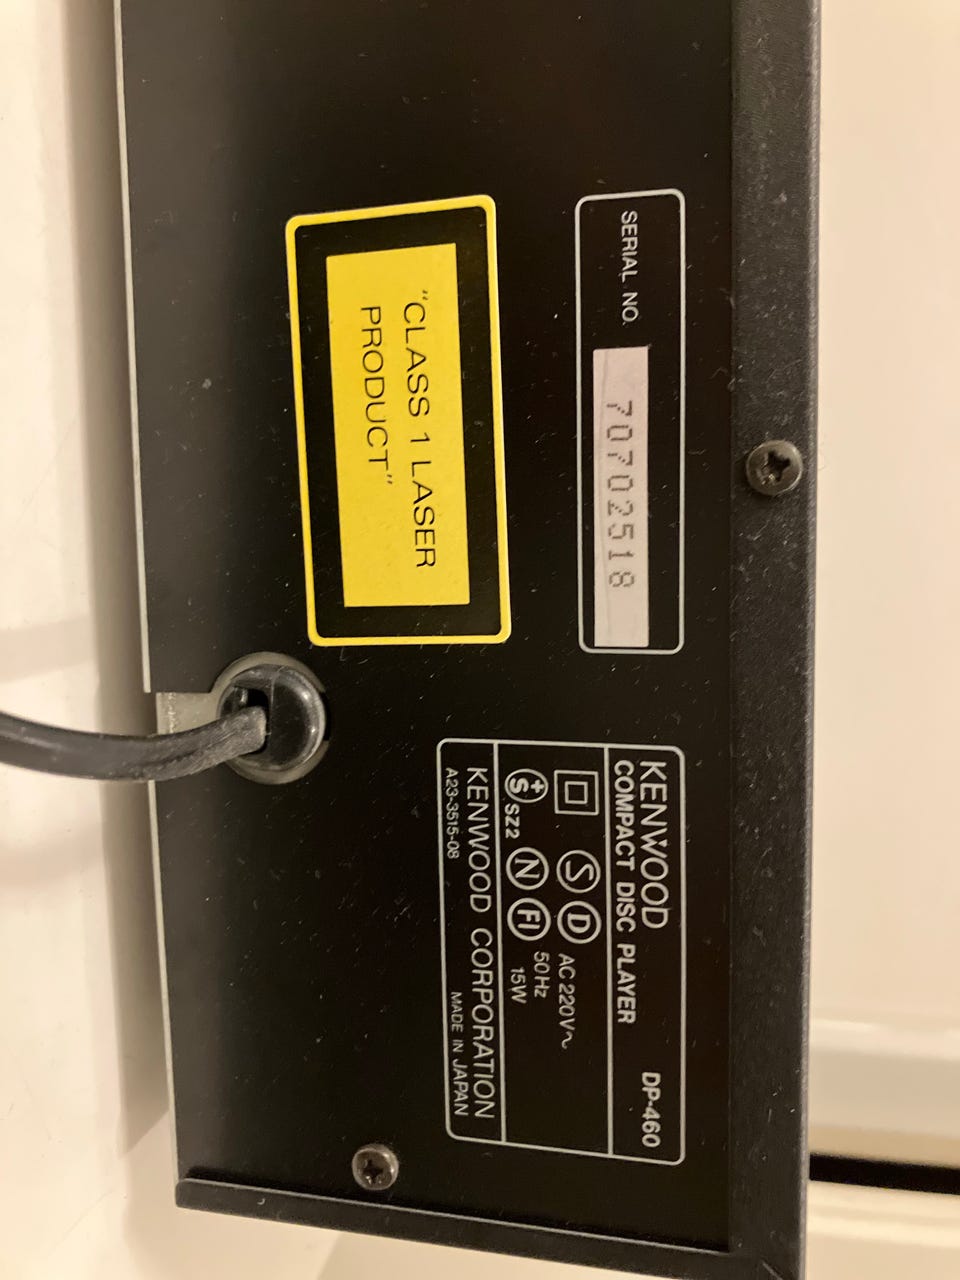 SERIAL NO.
70702518
"CLASS 1 LASER
PRODUCT"
KENWOOD
COMPACT DISC PLAYER DP-460
S D AC 220V~
+S SZ2 N FI 50Hz
15W
KENWOOD CORPORATION
A23-3515-08 MADE IN JAPAN